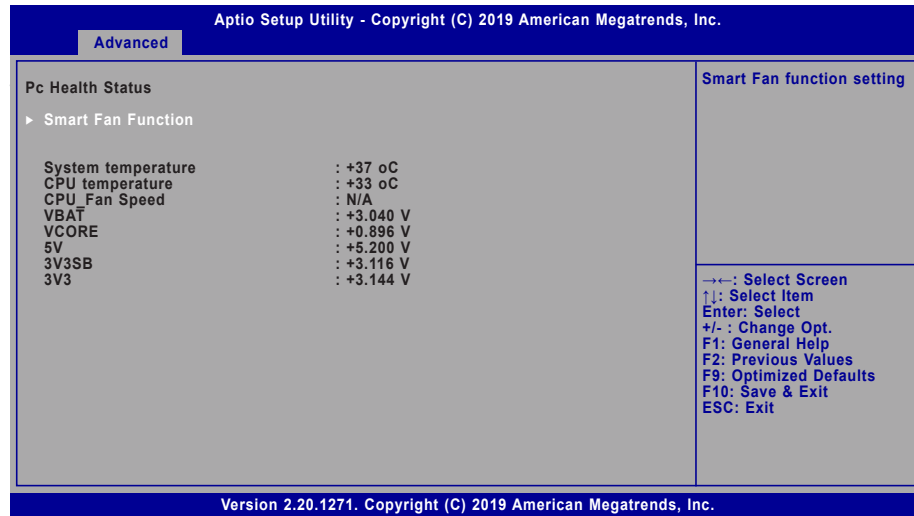 Aptio Setup Utility - Copyright (C) 2019 American Megatrends, Inc.
Advanced
Pc Health Status
▶ Smart Fan Function
System temperature : +37 oC
CPU temperature : +33 oC
CPU_Fan Speed : N/A
VBAT : +3.040 V
VCORE : +0.896 V
5V : +5.200 V
3V3SB : +3.116 V
3V3 : +3.144 V
Smart Fan function setting
→←: Select Screen
↑↓: Select Item
Enter: Select
+/- : Change Opt.
F1: General Help
F2: Previous Values
F9: Optimized Defaults
F10: Save & Exit
ESC: Exit
Version 2.20.1271. Copyright (C) 2019 American Megatrends, Inc.